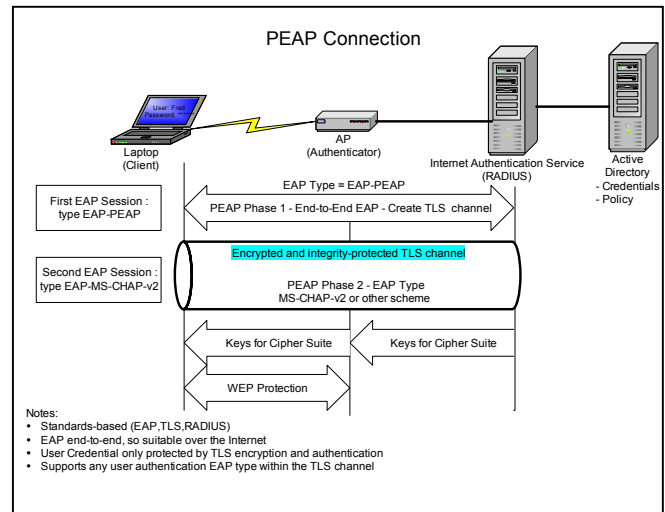 PEAP Connection
User: Fred
Password: ******
Laptop
(Client)
AP
(Authenticator)
Internet Authentication Service
(RADIUS)
Active
Directory
- Credentials
- Policy
First EAP Session :
type EAP-PEAP
EAP Type = EAP-PEAP
PEAP Phase 1 - End-to-End EAP - Create TLS channel
Second EAP Session :
type EAP-MS-CHAP-v2
Encrypted and integrity-protected TLS channel
PEAP Phase 2 - EAP Type
MS-CHAP-v2 or other scheme
Keys for Cipher Suite
Keys for Cipher Suite
WEP Protection
Notes:
• Standards-based (EAP,TLS,RADIUS)
• EAP end-to-end, so suitable over the Internet
• User Credential only protected by TLS encryption and authentication
• Supports any user authentication EAP type within the TLS channel